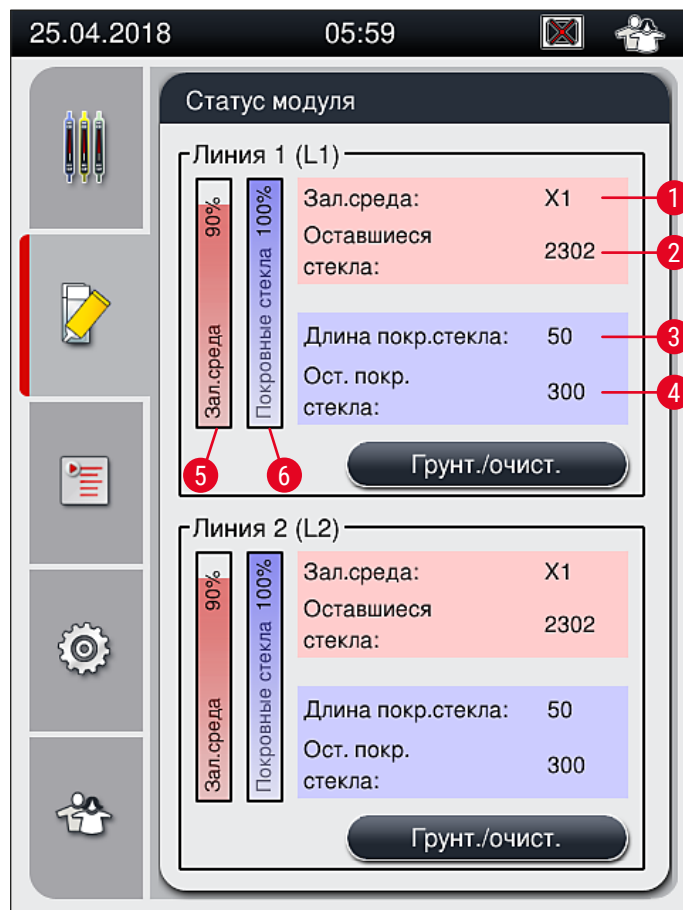 25.04.2018 05:59
Статус модуля
Линия 1 (L1)
90%
Зал.среда
100%
Покровные стекла
Зал.среда: X1
1
Оставшиеся
стекла: 2302
2
Длина покр.стекла: 50
3
Ост. покр.
стекла: 300
4
5
6
Грунт./очист.
Линия 2 (L2)
90%
Зал.среда
100%
Покровные стекла
Зал.среда: X1
Оставшиеся
стекла: 2302
Длина покр.стекла: 50
Ост. покр.
стекла: 300
Грунт./очист.